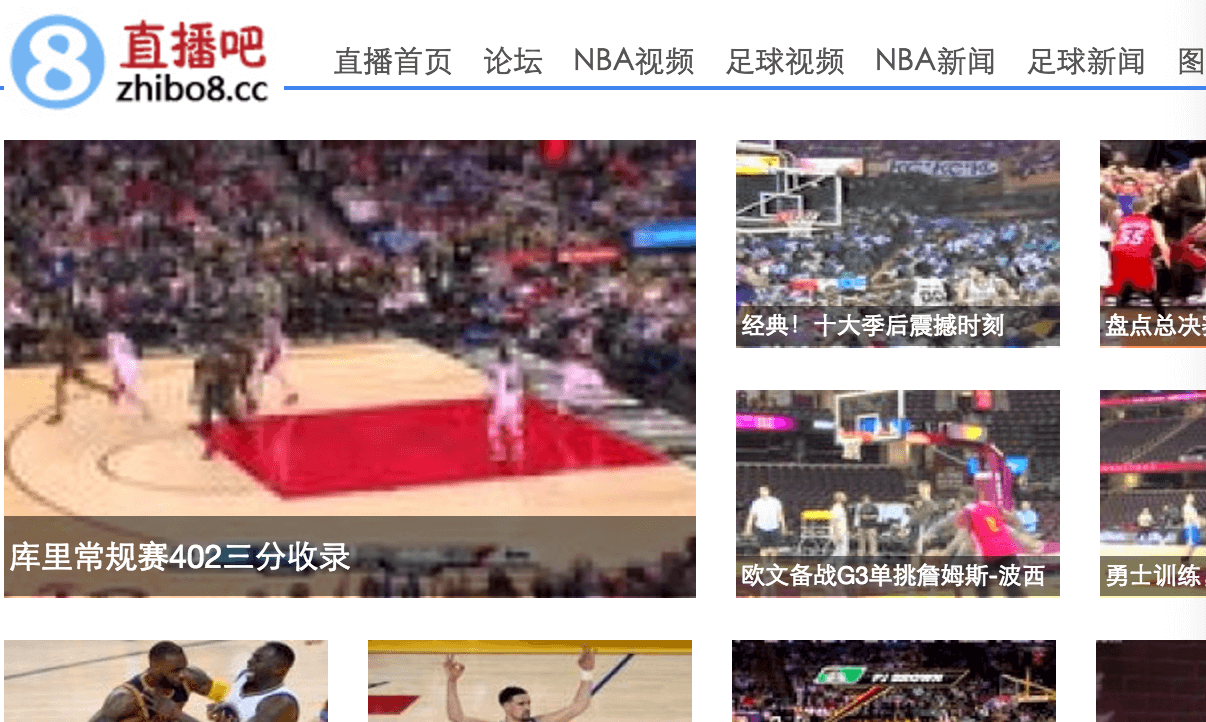 8
直播吧
zhibo8.cc
直播首页 论坛 NBA视频 足球视频 NBA新闻 足球新闻 图
库里常规赛402三分收录
经典！十大季后震撼时刻
盘点总决赛
欧文备战G3单挑詹姆斯-波西
勇士训练
PJ BROWN